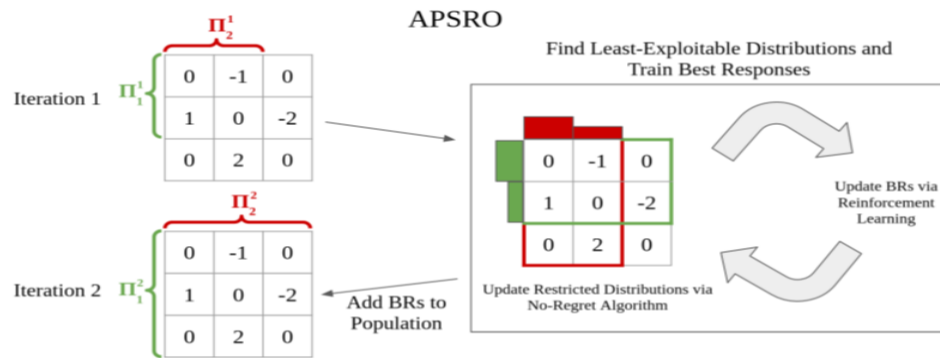 APSRO
Π₂¹
Π₁¹
Iteration 1
0 -1 0
1 0 -2
0 2 0
Find Least-Exploitable Distributions and
Train Best Responses
0 -1 0
1 0 -2
0 2 0
Update BRs via
Reinforcement
Learning
Update Restricted Distributions via
No-Regret Algorithm
Π₂²
Π₁²
Iteration 2
0 -1 0
1 0 -2
0 2 0
Add BRs to
Population